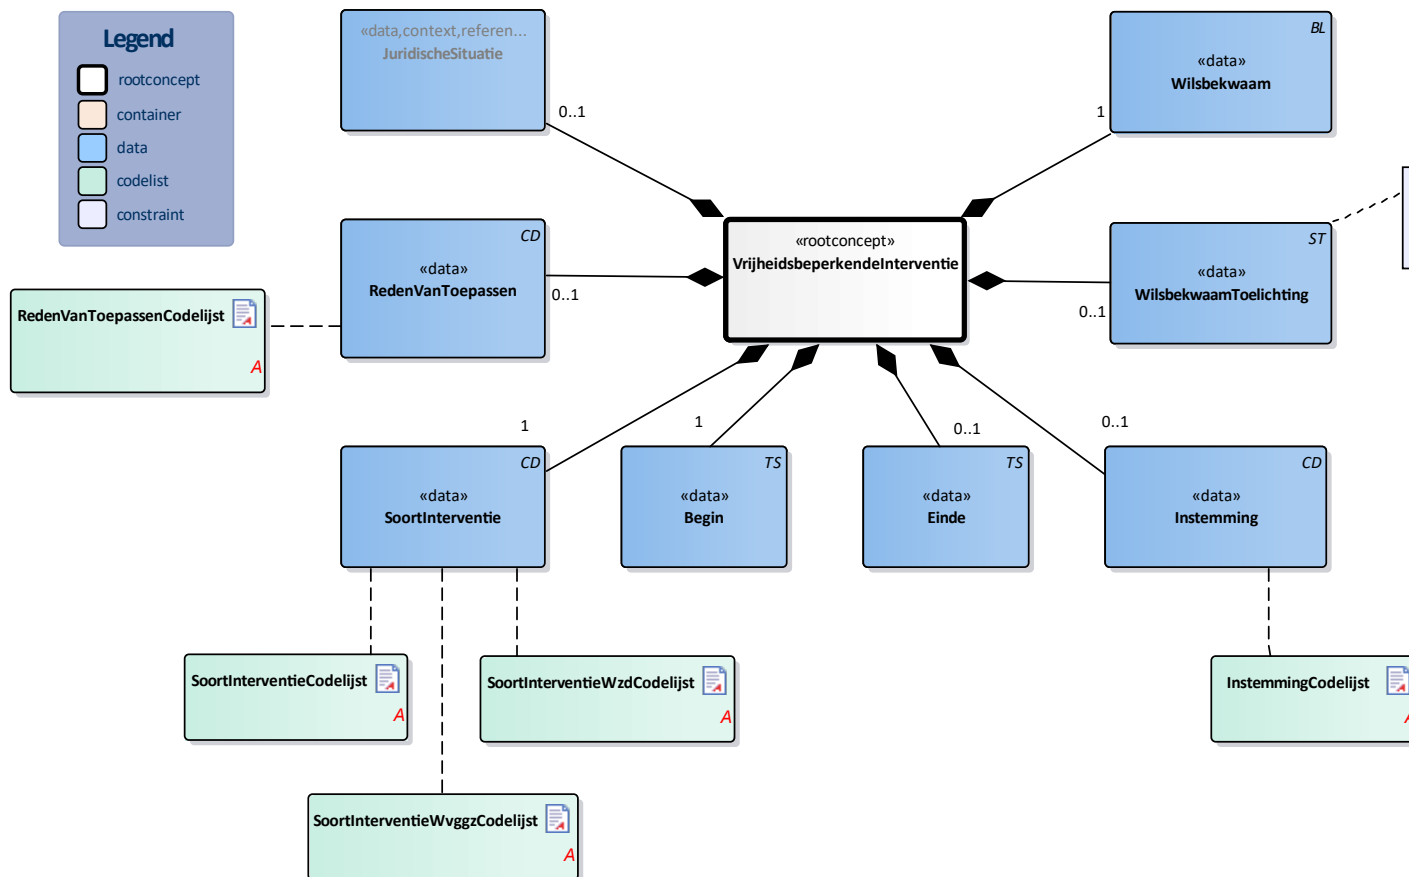 Legend
rootconcept
container
data
codelist
constraint
«data,context,referen...
JuridischeSituatie
0..1
BL
«data»
Wilsbekwaam
1
CD
«data»
RedenVanToepassen
0..1
«rootconcept»
VrijheidsbeperkendeInterventie
ST
«data»
WilsbekwaamToelichting
0..1
RedenVanToepassenCodelijst
A
1
1
0..1
0..1
CD
«data»
SoortInterventie
TS
«data»
Begin
TS
«data»
Einde
CD
«data»
Instemming
SoortInterventieCodelijst
A
SoortInterventieWzdCodelijst
A
InstemmingCodelijst
A
SoortInterventieWvggzCodelijst
A